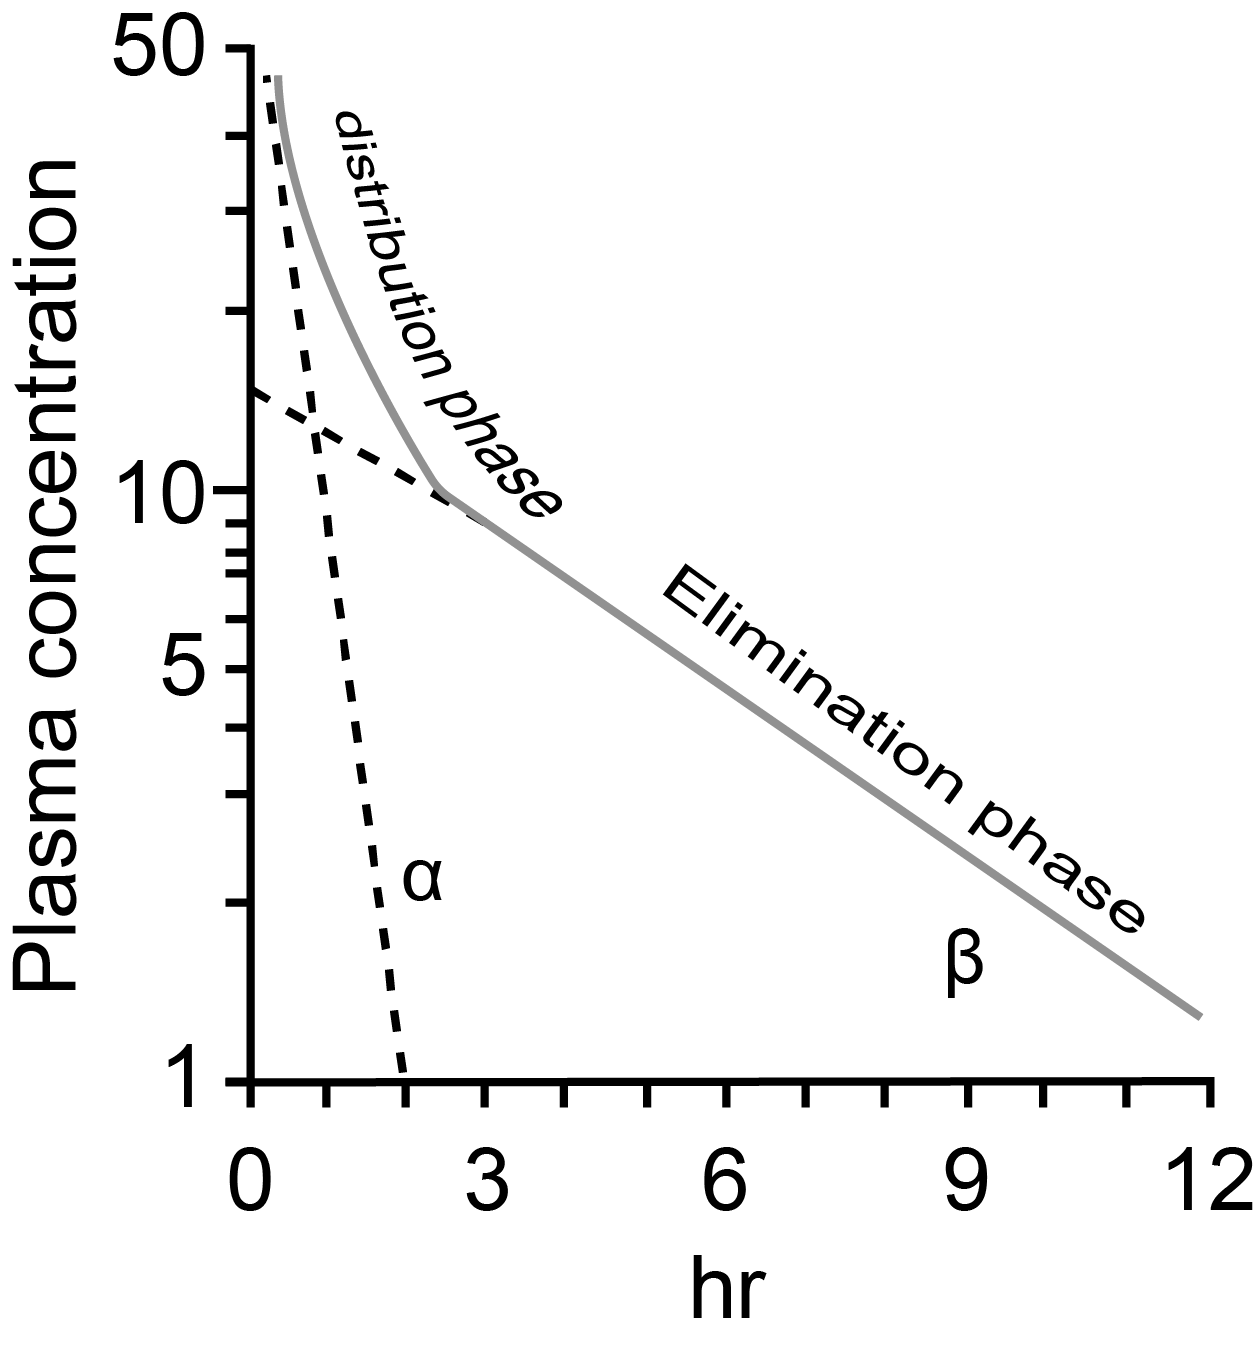 50
distribution phase
Plasma concentration
10
5
Elimination phase
α
β
1
0 3 6 9 12
hr